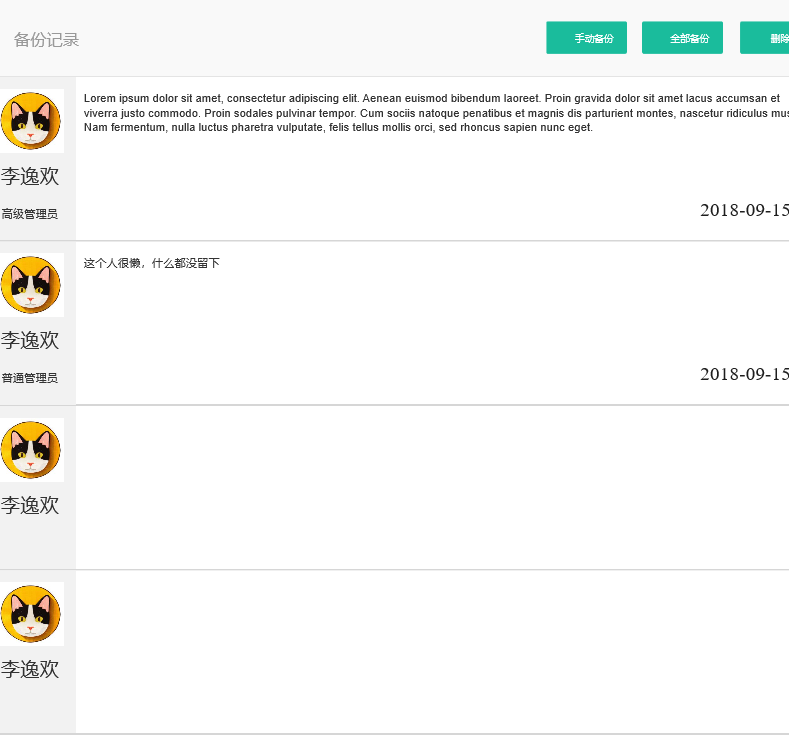 备份记录
手动备份
全部备份
删除
Lorem ipsum dolor sit amet, consectetur adipiscing elit. Aenean euismod bibendum laoreet. Proin gravida dolor sit amet lacus accumsan et
viverra justo commodo. Proin sodales pulvinar tempor. Cum sociis natoque penatibus et magnis dis parturient montes, nascetur ridiculus mus
Nam fermentum, nulla luctus pharetra vulputate, felis tellus mollis orci, sed rhoncus sapien nunc eget.
李逸欢
高级管理员
2018-09-15
这个人很懒，什么都没留下
李逸欢
普通管理员
2018-09-15
李逸欢
李逸欢